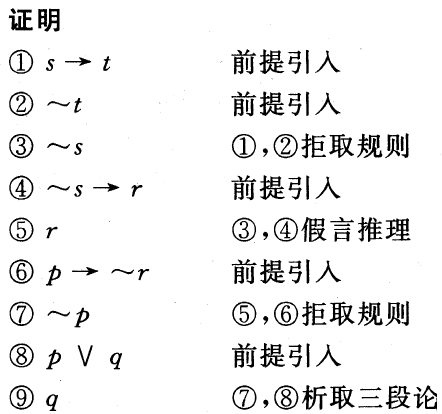 证明
① s → t 前提引入
② ~t 前提引入
③ ~s ①,②拒取规则
④ ~s → r 前提引入
⑤ r ③,④假言推理
⑥ p → ~r 前提引入
⑦ ~p ⑤,⑥拒取规则
⑧ p ∨ q 前提引入
⑨ q ⑦,⑧析取三段论